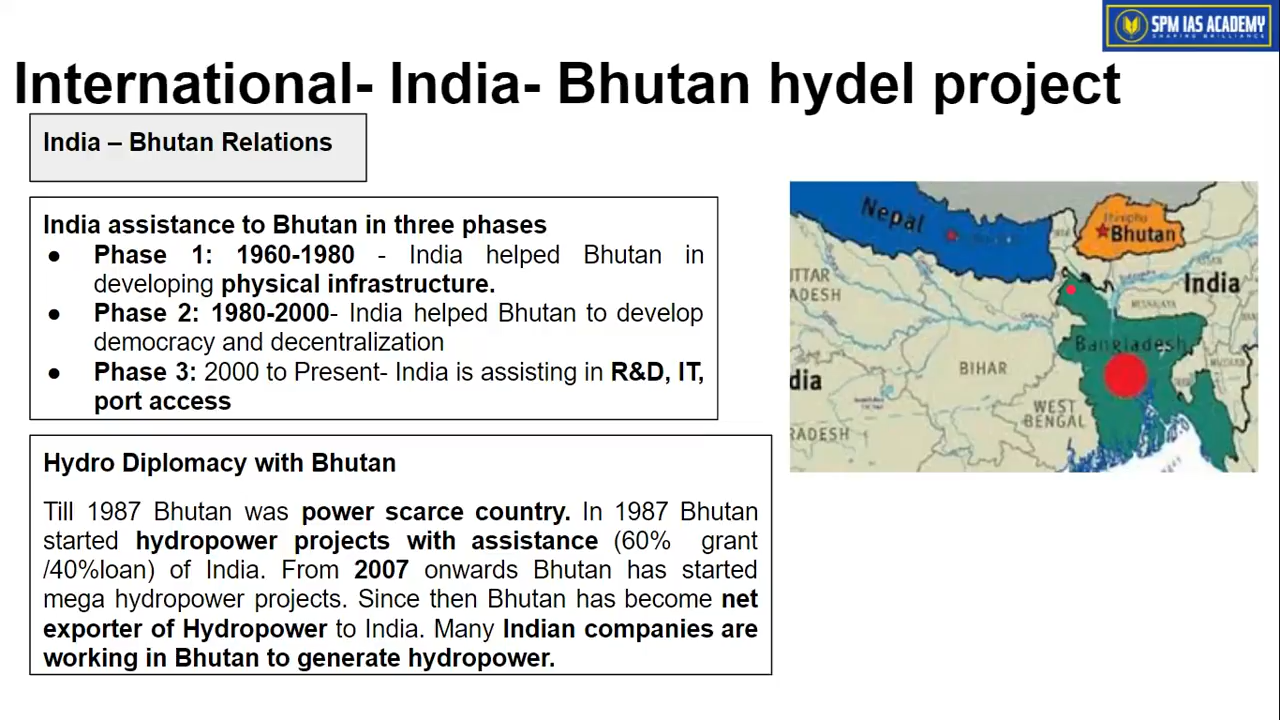 SPM IAS ACADEMY
SHAPING BRILLIANCE
International- India- Bhutan hydel project
India – Bhutan Relations
India assistance to Bhutan in three phases
● Phase 1: 1960-1980 - India helped Bhutan in
developing physical infrastructure.
● Phase 2: 1980-2000- India helped Bhutan to develop
democracy and decentralization
● Phase 3: 2000 to Present- India is assisting in R&D, IT,
port access
Hydro Diplomacy with Bhutan
Till 1987 Bhutan was power scarce country. In 1987 Bhutan
started hydropower projects with assistance (60% grant
/40%loan) of India. From 2007 onwards Bhutan has started
mega hydropower projects. Since then Bhutan has become net
exporter of Hydropower to India. Many Indian companies are
working in Bhutan to generate hydropower.
Nepal
Thimphu
Bhutan
UTTAR
ADESH
India
Bangladesh
BIHAR
dia
WEST
BENGAL
RADESH